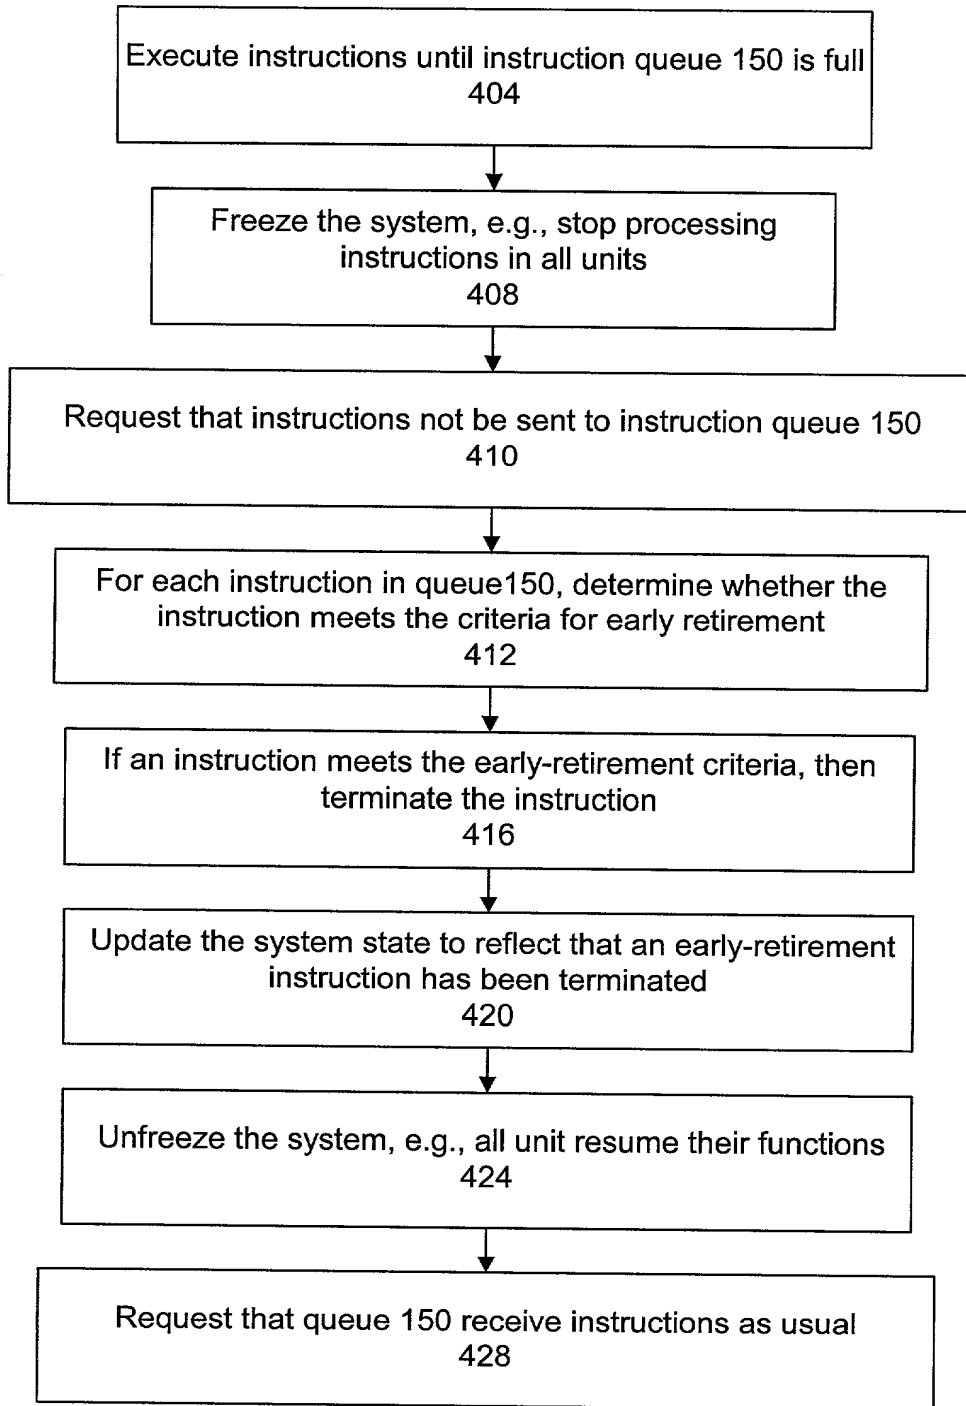 Execute instructions until instruction queue 150 is full
404
Freeze the system, e.g., stop processing
instructions in all units
408
Request that instructions not be sent to instruction queue 150
410
For each instruction in queue150, determine whether the
instruction meets the criteria for early retirement
412
If an instruction meets the early-retirement criteria, then
terminate the instruction
416
Update the system state to reflect that an early-retirement
instruction has been terminated
420
Unfreeze the system, e.g., all unit resume their functions
424
Request that queue 150 receive instructions as usual
428